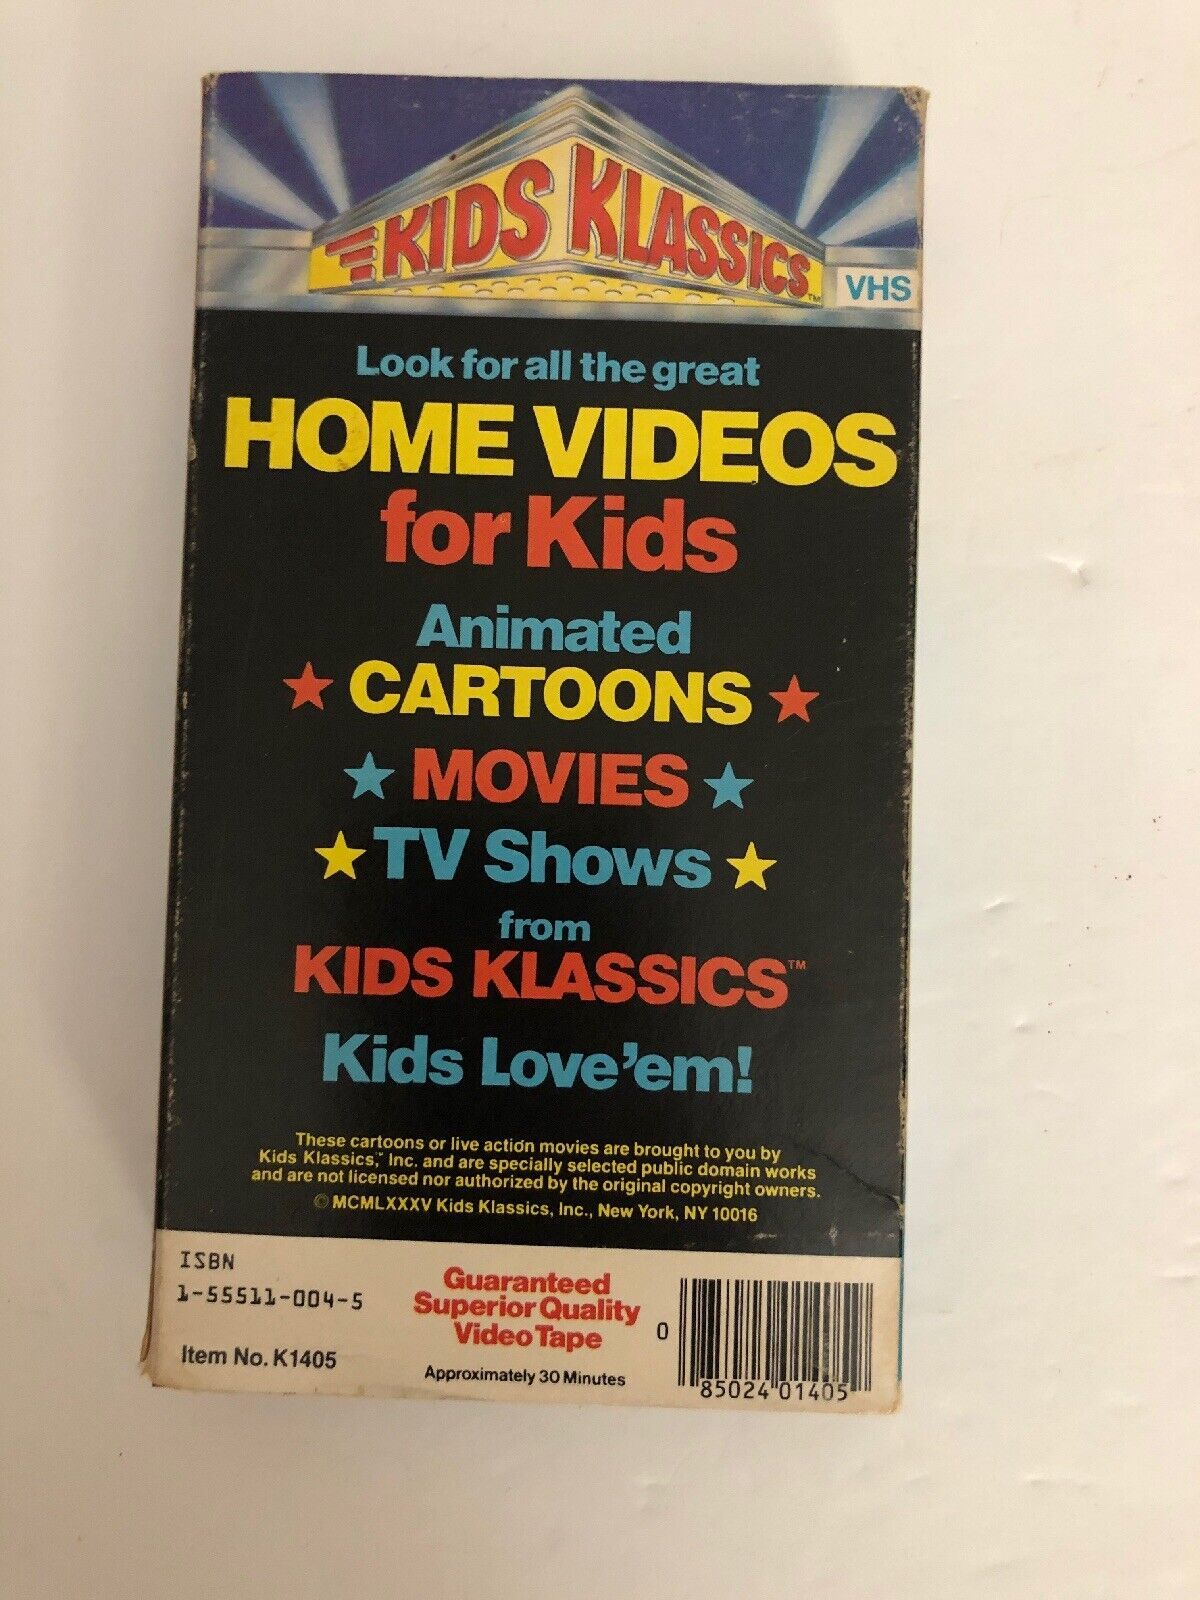 KIDS KLASSICS™
VHS
Look for all the great
HOME VIDEOS
for Kids
Animated
★ CARTOONS ★
★ MOVIES ★
★ TV Shows ★
from
KIDS KLASSICS™
Kids Love'em!
These cartoons or live action movies are brought to you by
Kids Klassics,™ Inc. and are specially selected public domain works
and are not licensed nor authorized by the original copyright owners.
© MCMLXXXV Kids Klassics, Inc., New York, NY 10016
ISBN
1-55511-004-5
Item No. K1405
Guaranteed
Superior Quality
Video Tape
Approximately 30 Minutes
0
85024 01405